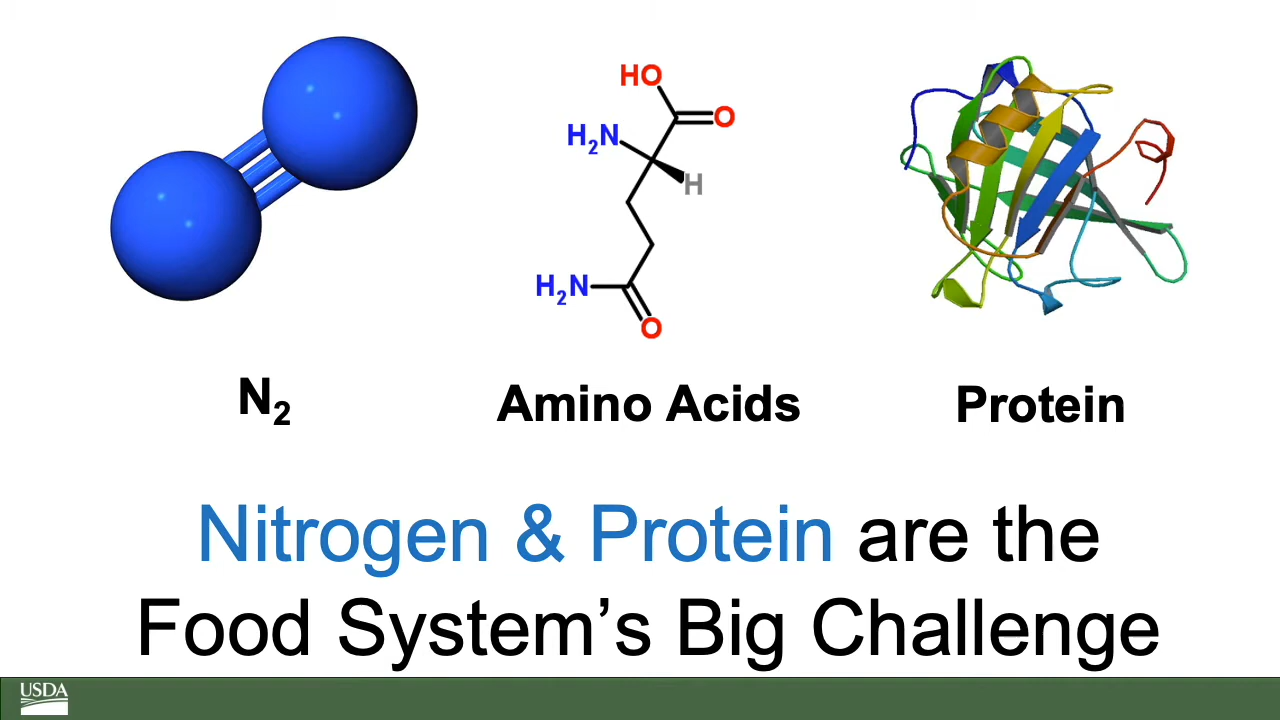 HO
O
H₂N
H
H₂N
O
N₂
Amino Acids
Protein
Nitrogen & Protein are the
Food System’s Big Challenge
USDA